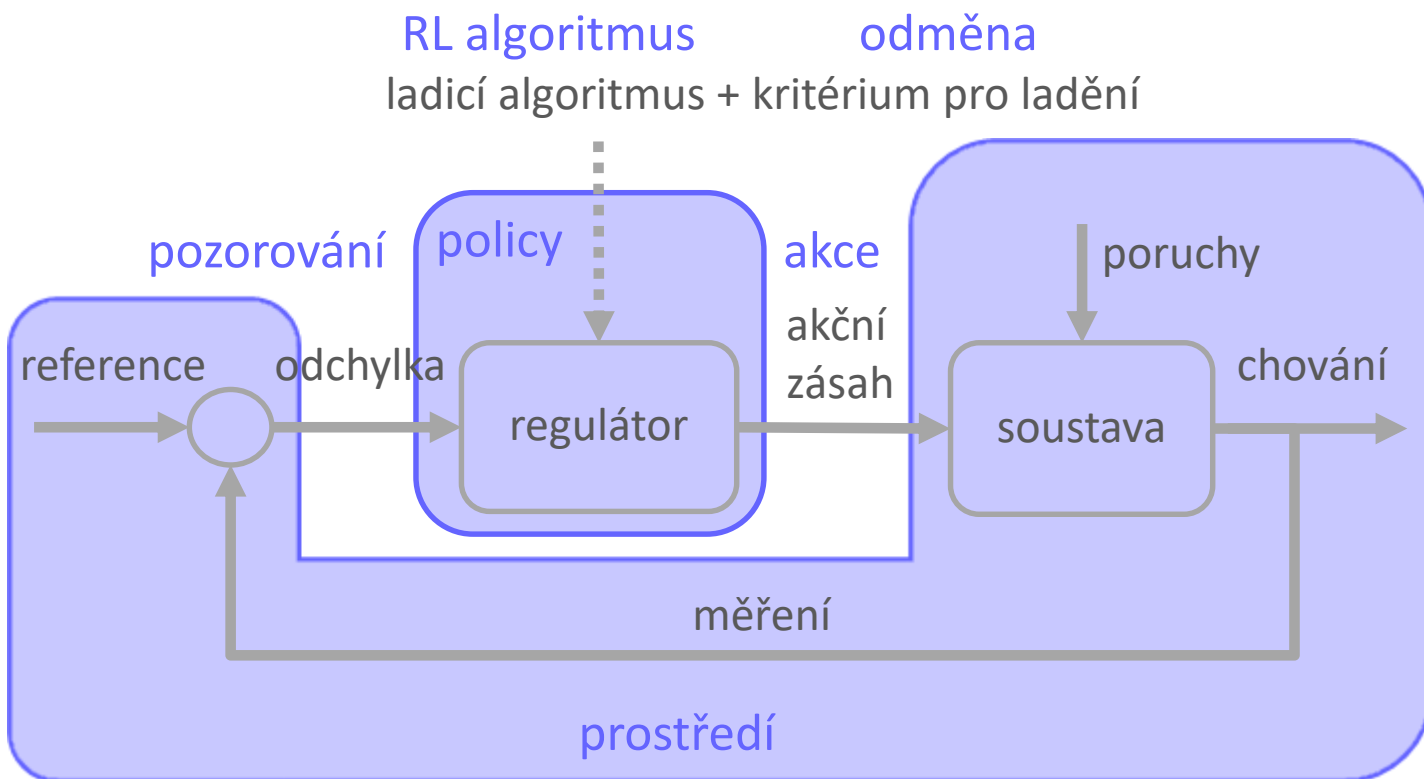 RL algoritmus odměna
ladicí algoritmus + kritérium pro ladění
pozorování
policy
akce
poruchy
reference
odchylka
akční
zásah
chování
regulátor
soustava
měření
prostředí